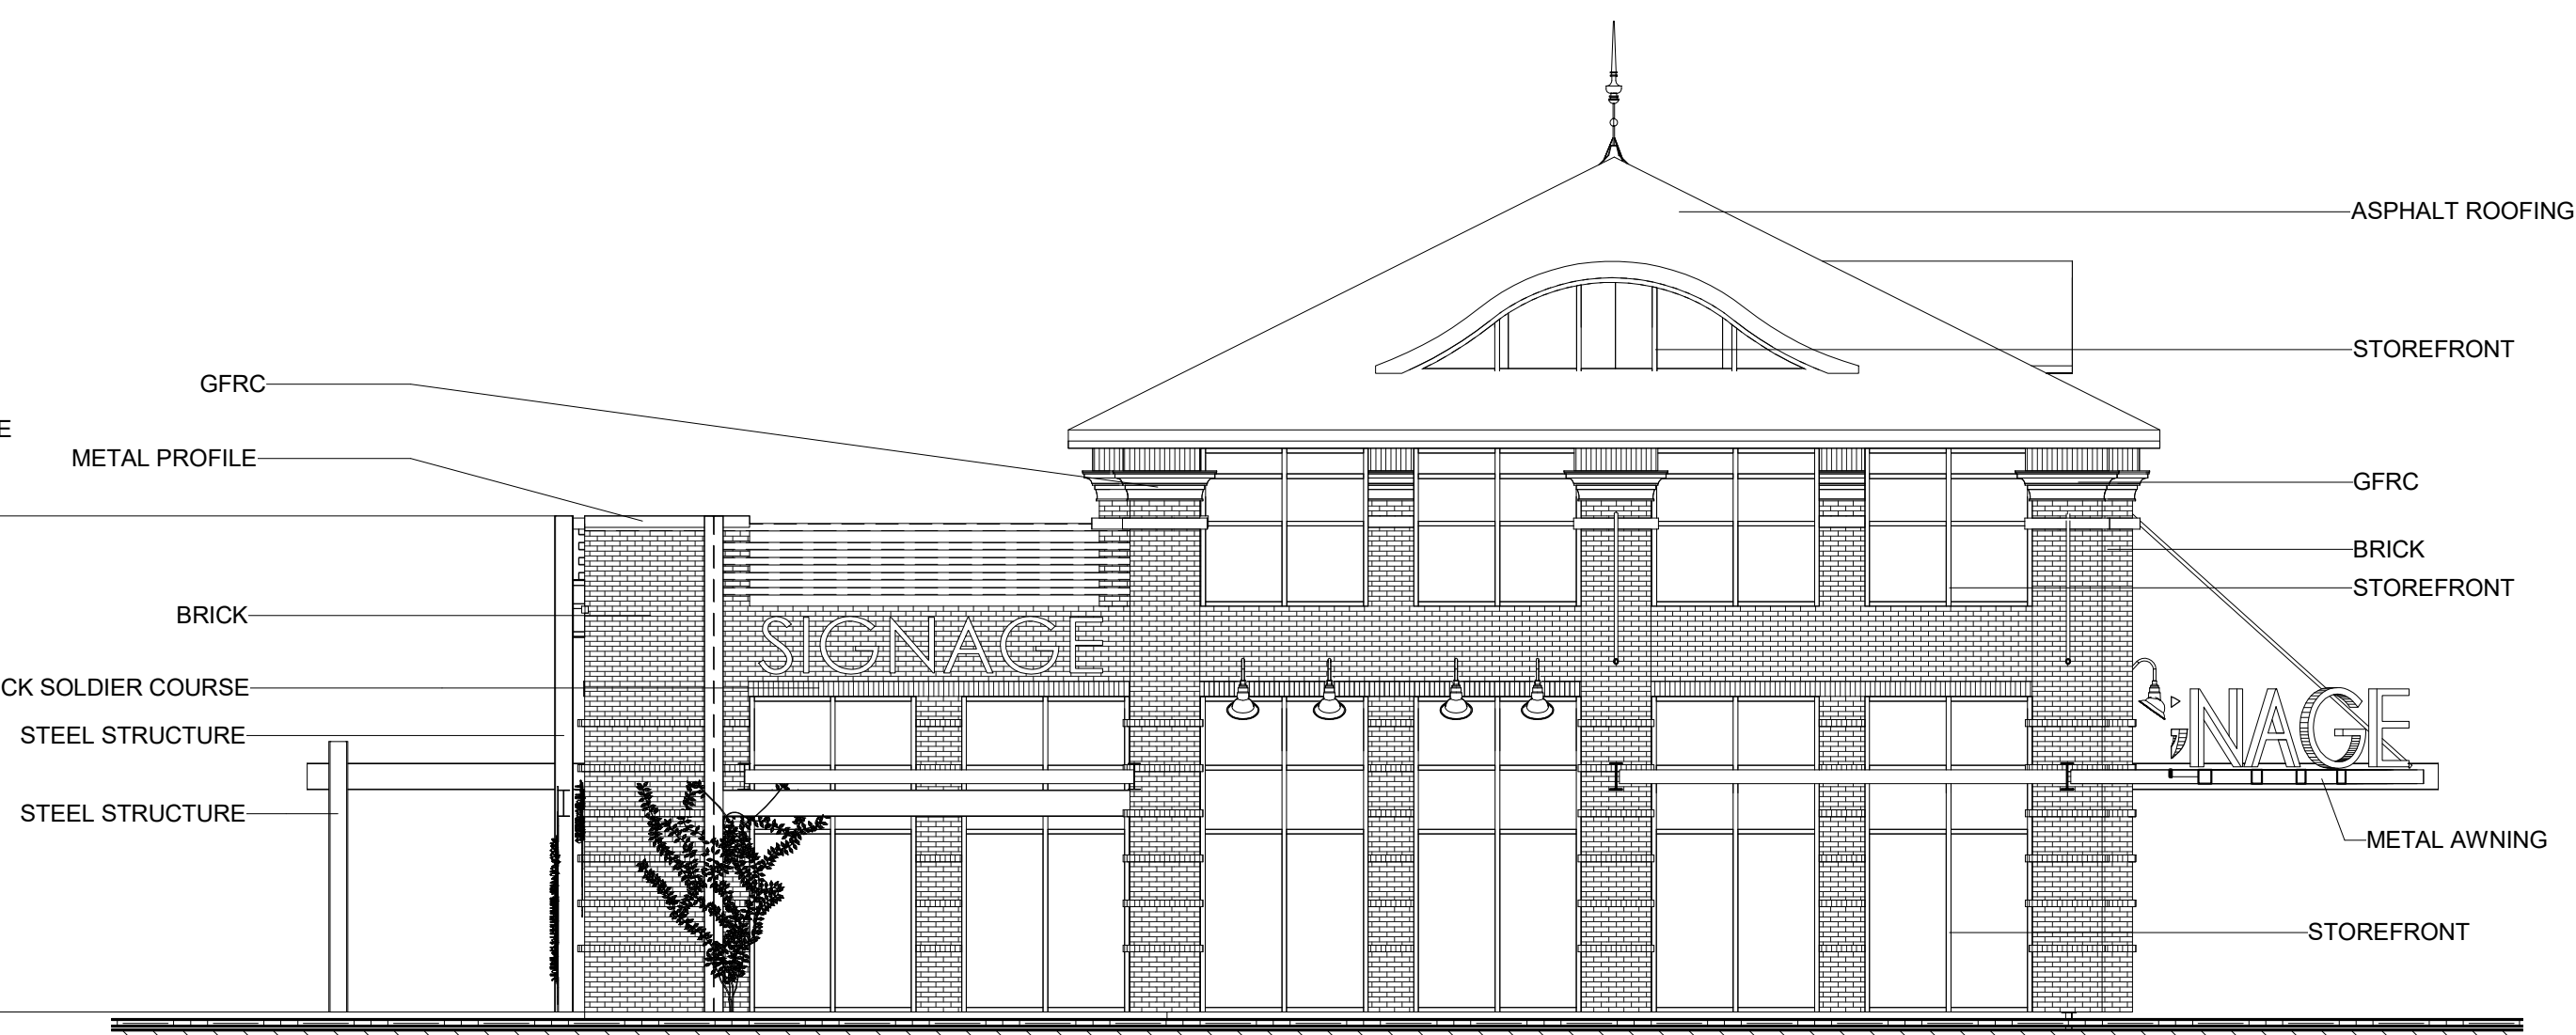 ASPHALT ROOFING
STOREFRONT
GFRC
E
METAL PROFILE
GFRC
BRICK
STOREFRONT
BRICK
SIGNAGE
CK SOLDIER COURSE
NAGE
STEEL STRUCTURE
STEEL STRUCTURE
METAL AWNING
STOREFRONT